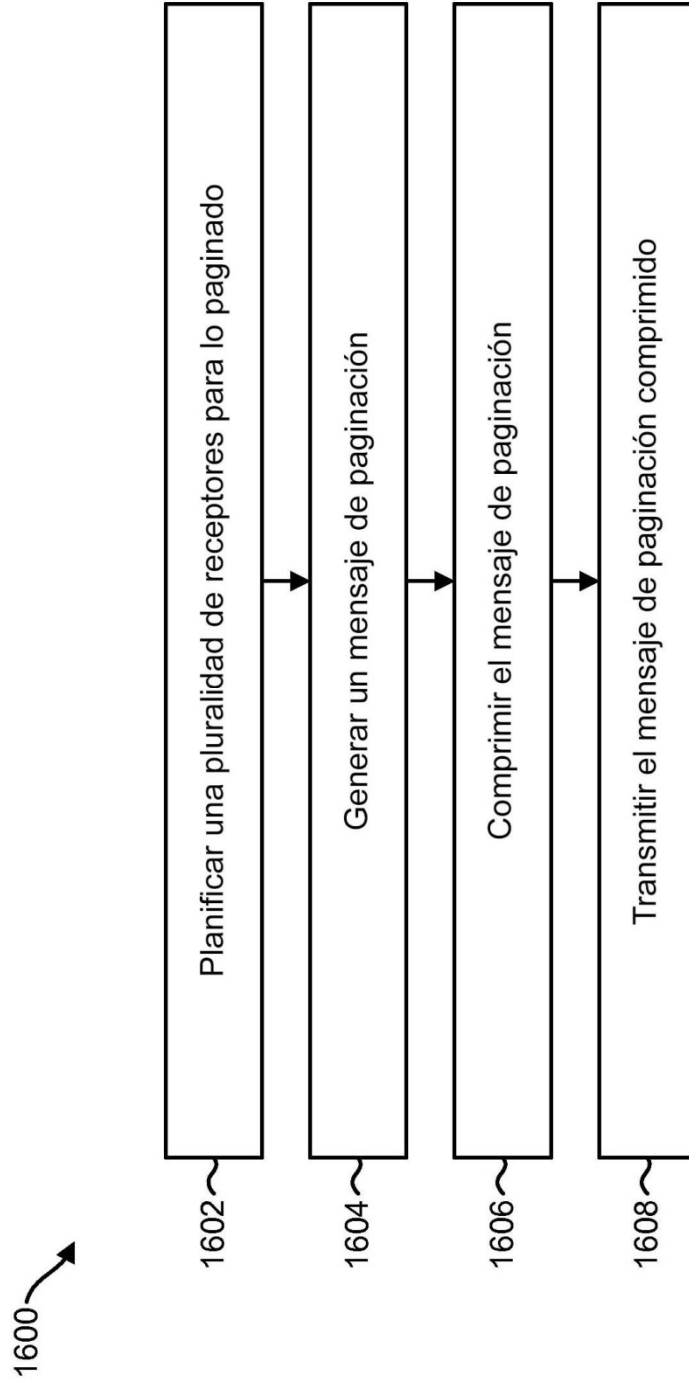 1600
1602 Planificar una pluralidad de receptores para lo paginado
1604 Generar un mensaje de paginación
1606 Comprimir el mensaje de paginación
1608 Transmitir el mensaje de paginación comprimido